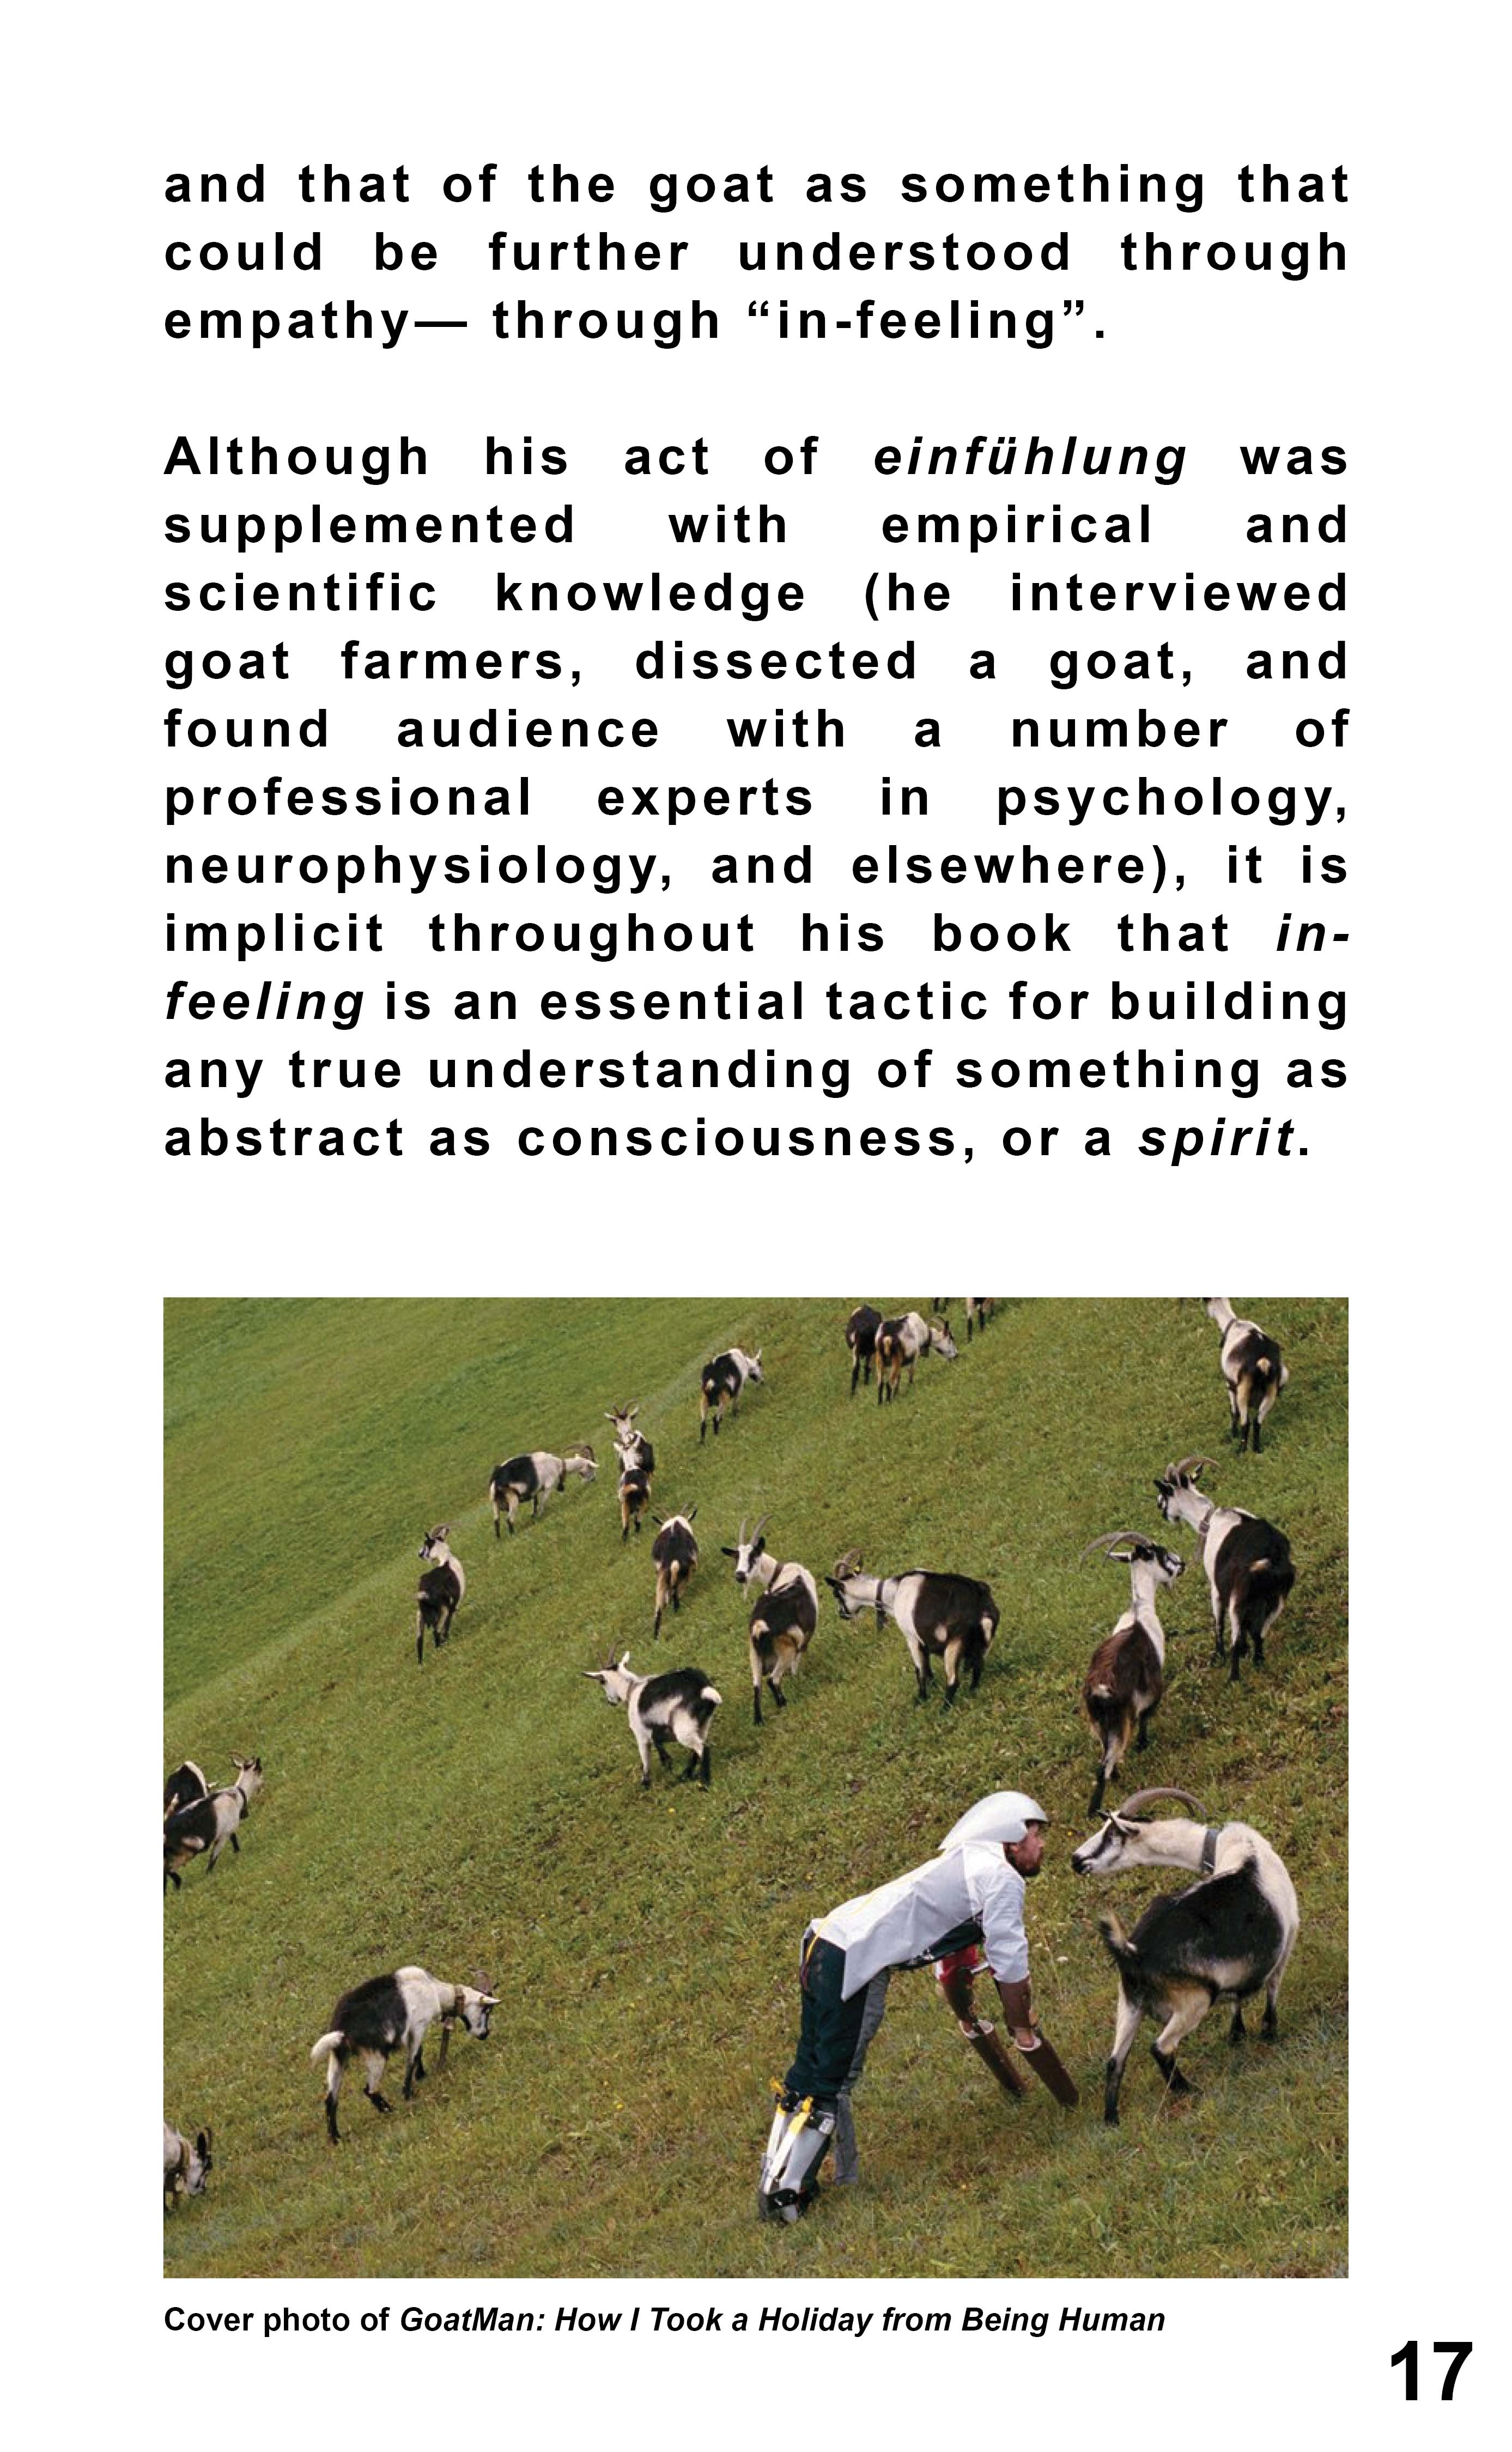 and that of the goat as something that
could be further understood through
empathy— through “in-feeling”.
Although his act of einfühlung was
supplemented with empirical and
scientific knowledge (he interviewed
goat farmers, dissected a goat, and
found audience with a number of
professional experts in psychology,
neurophysiology, and elsewhere), it is
implicit throughout his book that in-
feeling is an essential tactic for building
any true understanding of something as
abstract as consciousness, or a spirit.
Cover photo of GoatMan: How I Took a Holiday from Being Human
17